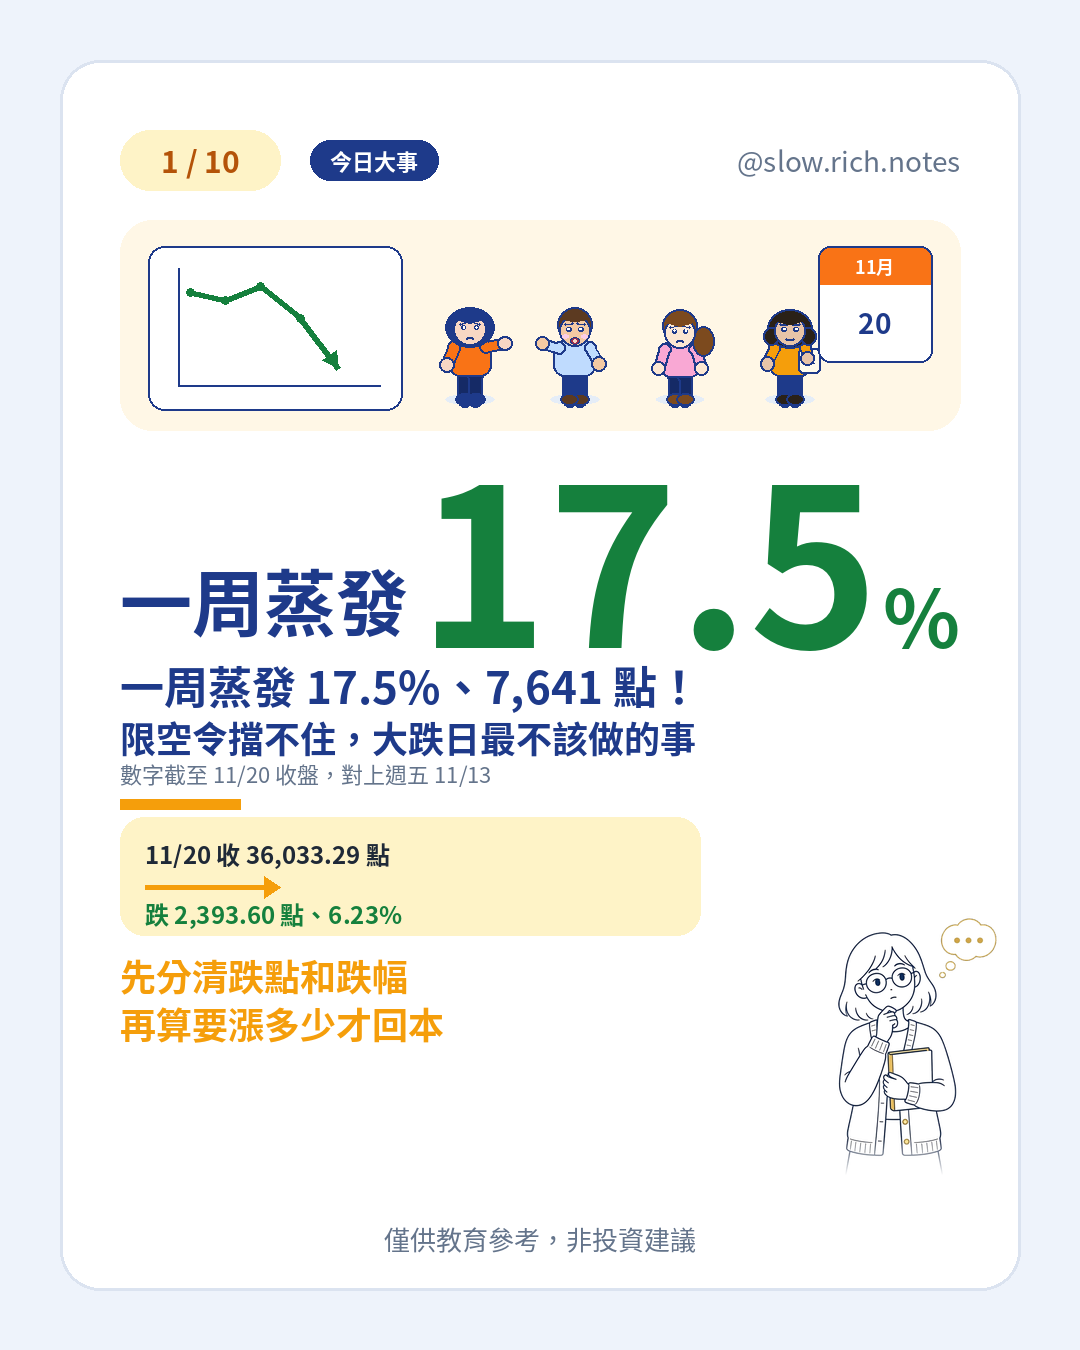 1 / 10
今日大事
@slow.rich.notes
11月
20
一周蒸發 17.5%
一周蒸發 17.5%、7,641 點！
限空令擋不住，大跌日最不該做的事
數字截至 11/20 收盤，對上週五 11/13
11/20 收 36,033.29 點
跌 2,393.60 點、6.23%
先分清跌點和跌幅
再算要漲多少才回本
僅供教育參考，非投資建議